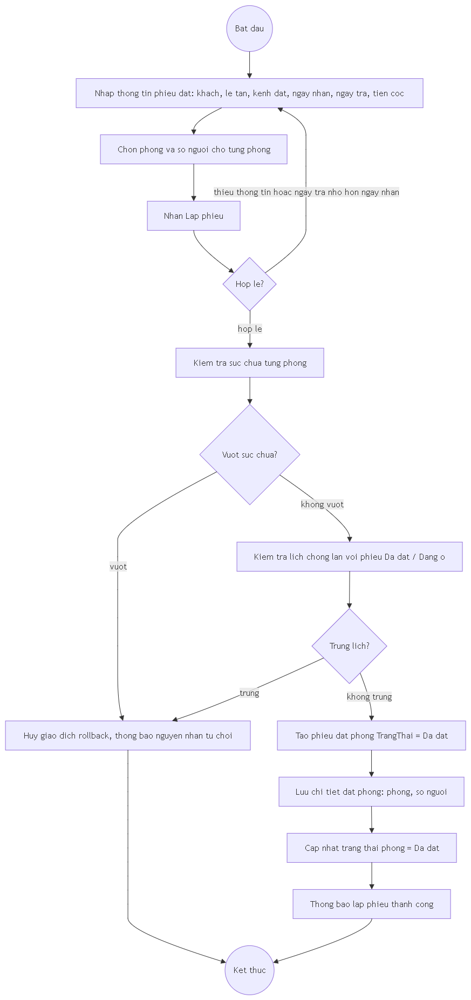 Bat dau
Nhap thong tin phieu dat: khach, le tan, kenh dat, ngay nhan, ngay tra, tien coc
Chon phong va so nguoi cho tung phong
thieu thong tin hoac ngay tra nho hon ngay nhan
Nhan Lap phieu
Hop le?
hop le
Kiem tra suc chua tung phong
Vuot suc chua?
khong vuot
Kiem tra lich chong lan voi phieu Da dat / Dang o
vuot
Trung lich?
trung
khong trung
Huy giao dich rollback, thong bao nguyen nhan tu choi
Tao phieu dat phong TrangThai = Da dat
Luu chi tiet dat phong: phong, so nguoi
Cap nhat trang thai phong = Da dat
Thong bao lap phieu thanh cong
Ket thuc